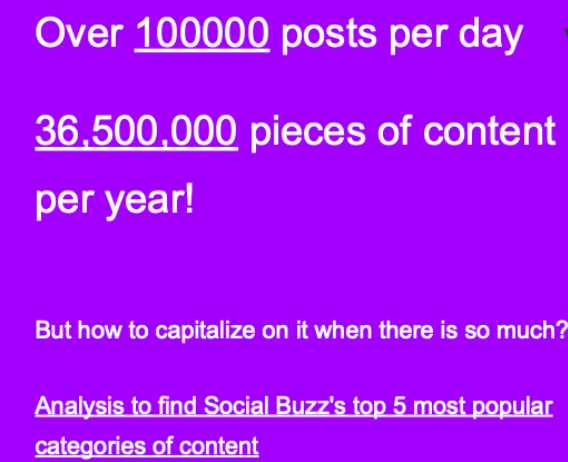 Over 100000 posts per day
36,500,000 pieces of content
per year!
But how to capitalize on it when there is so much?
Analysis to find Social Buzz's top 5 most popular
categories of content